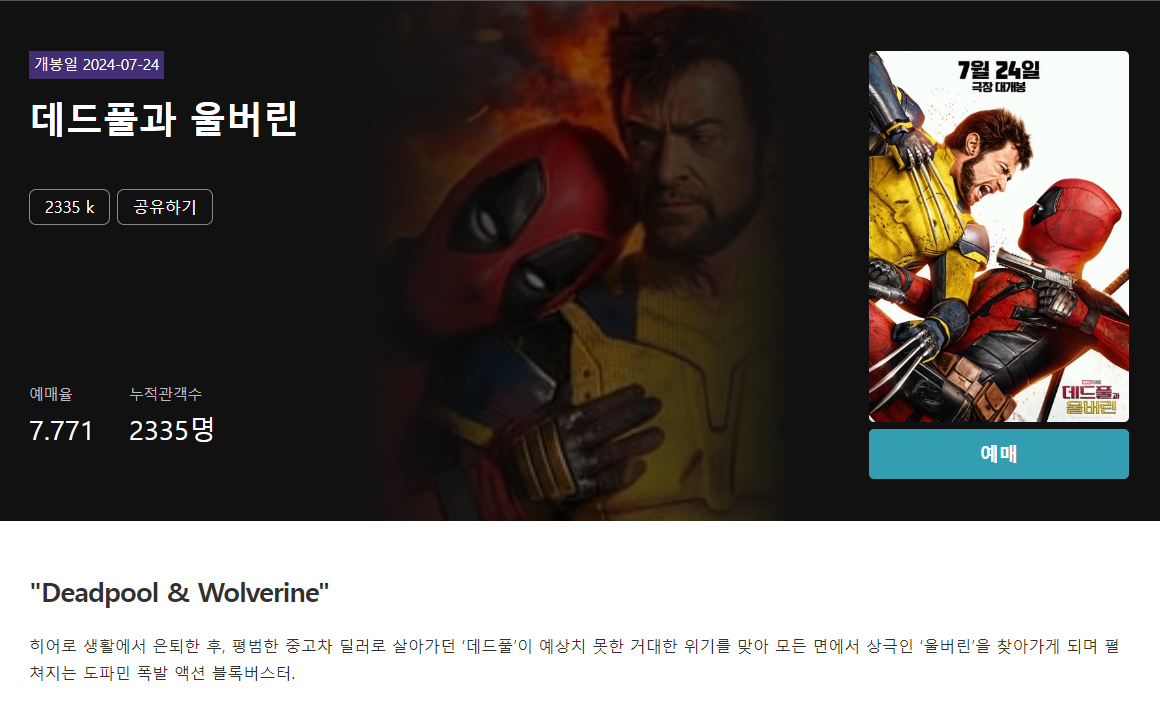 개봉일 2024-07-24
데드풀과 울버린
2335 k
공유하기
예매율
누적관객수
7.771
2335명
7월 24일
극장 대개봉
데드풀과
울버린
예매
"Deadpool & Wolverine"
히어로 생활에서 은퇴한 후, 평범한 중고차 딜러로 살아가던 ‘데드풀’이 예상치 못한 거대한 위기를 맞아 모든 면에서 상극인 ‘울버린’을 찾아가게 되며 펼
쳐지는 도파민 폭발 액션 블록버스터.